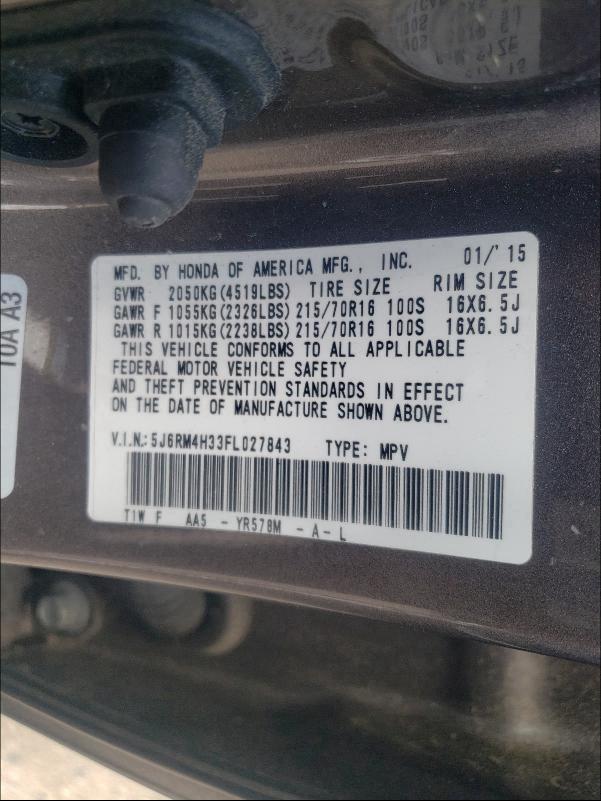 MFD. BY HONDA OF AMERICA MFG., INC. 01/'15
GVWR 2050KG(4519LBS) TIRE SIZE RIM SIZE
GAWR F 1055KG(2326LBS) 215/70R16 100S 16X6.5J
GAWR R 1015KG(2238LBS) 215/70R16 100S 16X6.5J
THIS VEHICLE CONFORMS TO ALL APPLICABLE
FEDERAL MOTOR VEHICLE SAFETY
AND THEFT PREVENTION STANDARDS IN EFFECT
ON THE DATE OF MANUFACTURE SHOWN ABOVE.
V.I.N.: 5J6RM4H33FL027843 TYPE: MPV
T1W F AA5 - YR578M - A - L
10A A3